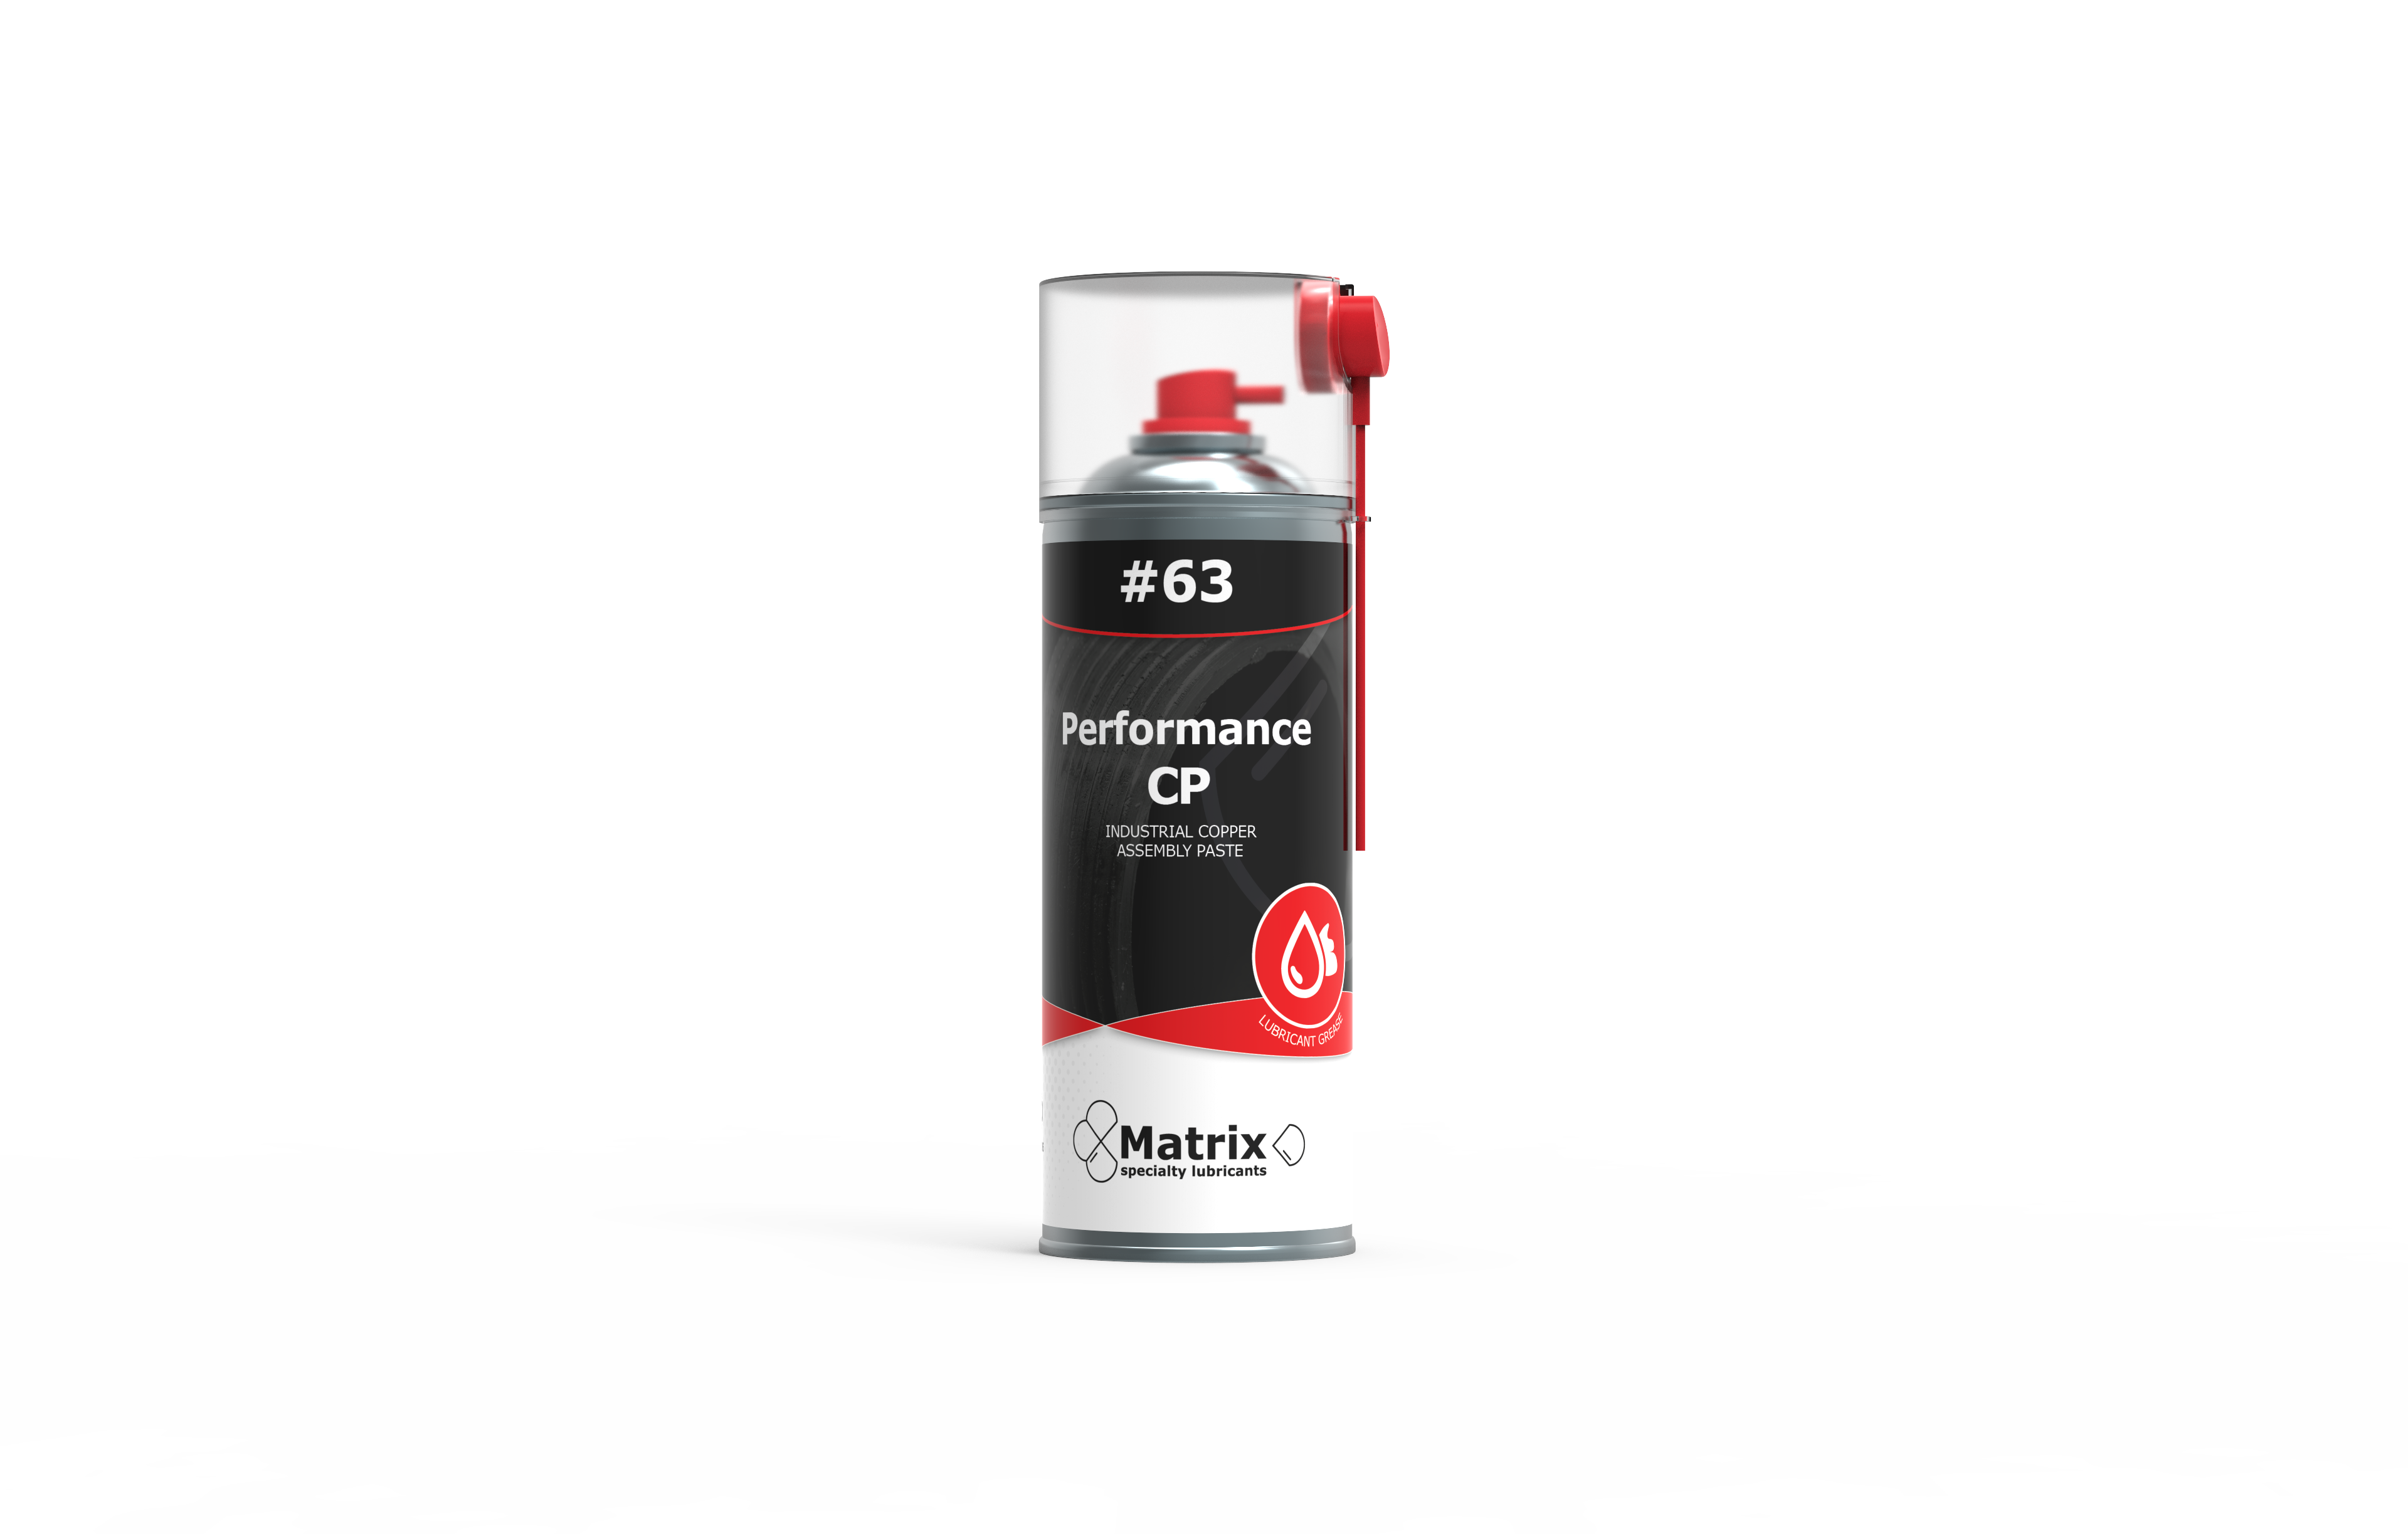 #63
Performance
CP
INDUSTRIAL COPPER
ASSEMBLY PASTE
LUBRICANT GREASE
Matrix
specialty lubricants